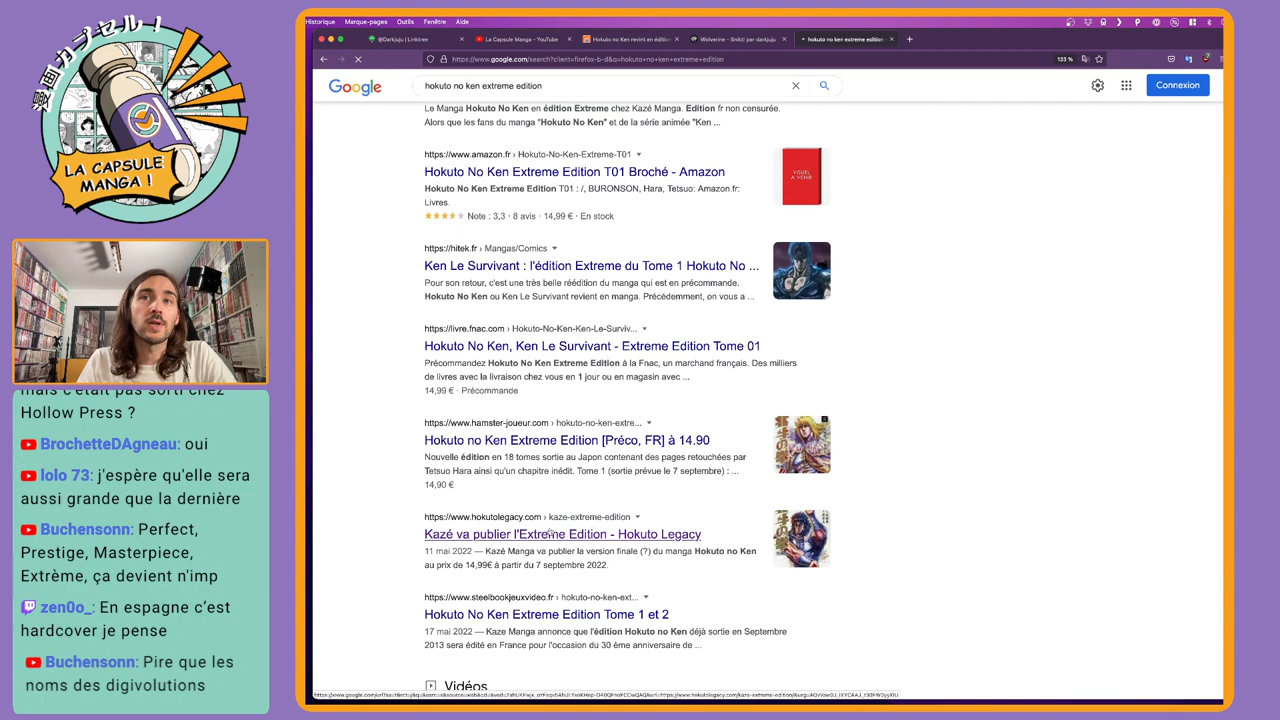 Historique Marque-pages Outils Fenêtre Aide
@Darkjuju | Linktree
La Capsule Manga - YouTube
Hokuto no Ken revint en éditio
Wolverine - Snikt! par darkjuju
hokuto no ken extreme edition
https://www.google.com/search?client=firefox-b-d&q=hokuto+no+ken+extreme+edition
133 %
Google
hokuto no ken extreme edition
Connexion
漫画カプセル！
LA CAPSULE
MANGA !
Le Manga Hokuto No Ken en édition Extreme chez Kazé Manga. Edition fr non censurée.
Alors que les fans du manga "Hokuto No Ken" et de la série animée "Ken ...
https://www.amazon.fr › Hokuto-No-Ken-Extreme-T01
Hokuto No Ken Extreme Edition T01 Broché - Amazon
Hokuto No Ken Extreme Edition T01 : /, BURONSON, Hara, Tetsuo: Amazon.fr:
Livres.
Note : 3,3 · 8 avis · 14,99 € · En stock
VISUEL
A VENIR
https://hitek.fr › Mangas/Comics
Ken Le Survivant : l'édition Extreme du Tome 1 Hokuto No ...
Pour son retour, c'est une très belle réédition du manga qui est en précommande.
Hokuto No Ken ou Ken Le Survivant revient en manga. Précédemment, on vous a ...
https://livre.fnac.com › Hokuto-No-Ken-Ken-Le-Surviv...
Hokuto No Ken, Ken Le Survivant - Extreme Edition Tome 01
Précommandez Hokuto No Ken Extreme Edition à la Fnac, un marchand français. Des milliers
de livres avec la livraison chez vous en 1 jour ou en magasin avec ...
14,99 € · Précommande
https://www.hamster-joueur.com › hokuto-no-ken-extre...
Hokuto no Ken Extreme Edition [Préco, FR] à 14.90
Nouvelle édition en 18 tomes sortie au Japon contenant des pages retouchées par
Tetsuo Hara ainsi qu'un chapitre inédit. Tome 1 (sortie prévue le 7 septembre) : ...
14,90 €
https://www.hokutolegacy.com › kaze-extreme-edition
Kazé va publier l'Extreme Edition - Hokuto Legacy
11 mai 2022 — Kazé Manga va publier la version finale (?) du manga Hokuto no Ken
au prix de 14,99€ à partir du 7 septembre 2022.
https://www.steelbookjeuxvideo.fr › hokuto-no-ken-ext...
Hokuto No Ken Extreme Edition Tome 1 et 2
17 mai 2022 — Kaze Manga annonce que l'édition Hokuto no Ken déjà sortie en Septembre
2013 sera édité en France pour l'occasion du 30 ème anniversaire de ...
Vidéos
mais c'était pas sorti chez
Hollow Press ?
BrochetteDAgneau: oui
lolo 73: j'espère qu'elle sera
aussi grande que la dernière
Buchensonn: Perfect,
Prestige, Masterpiece,
Extrème, ça devient n'imp
zen0o_: En espagne c’est
hardcover je pense
Buchensonn: Pire que les
noms des digivolutions